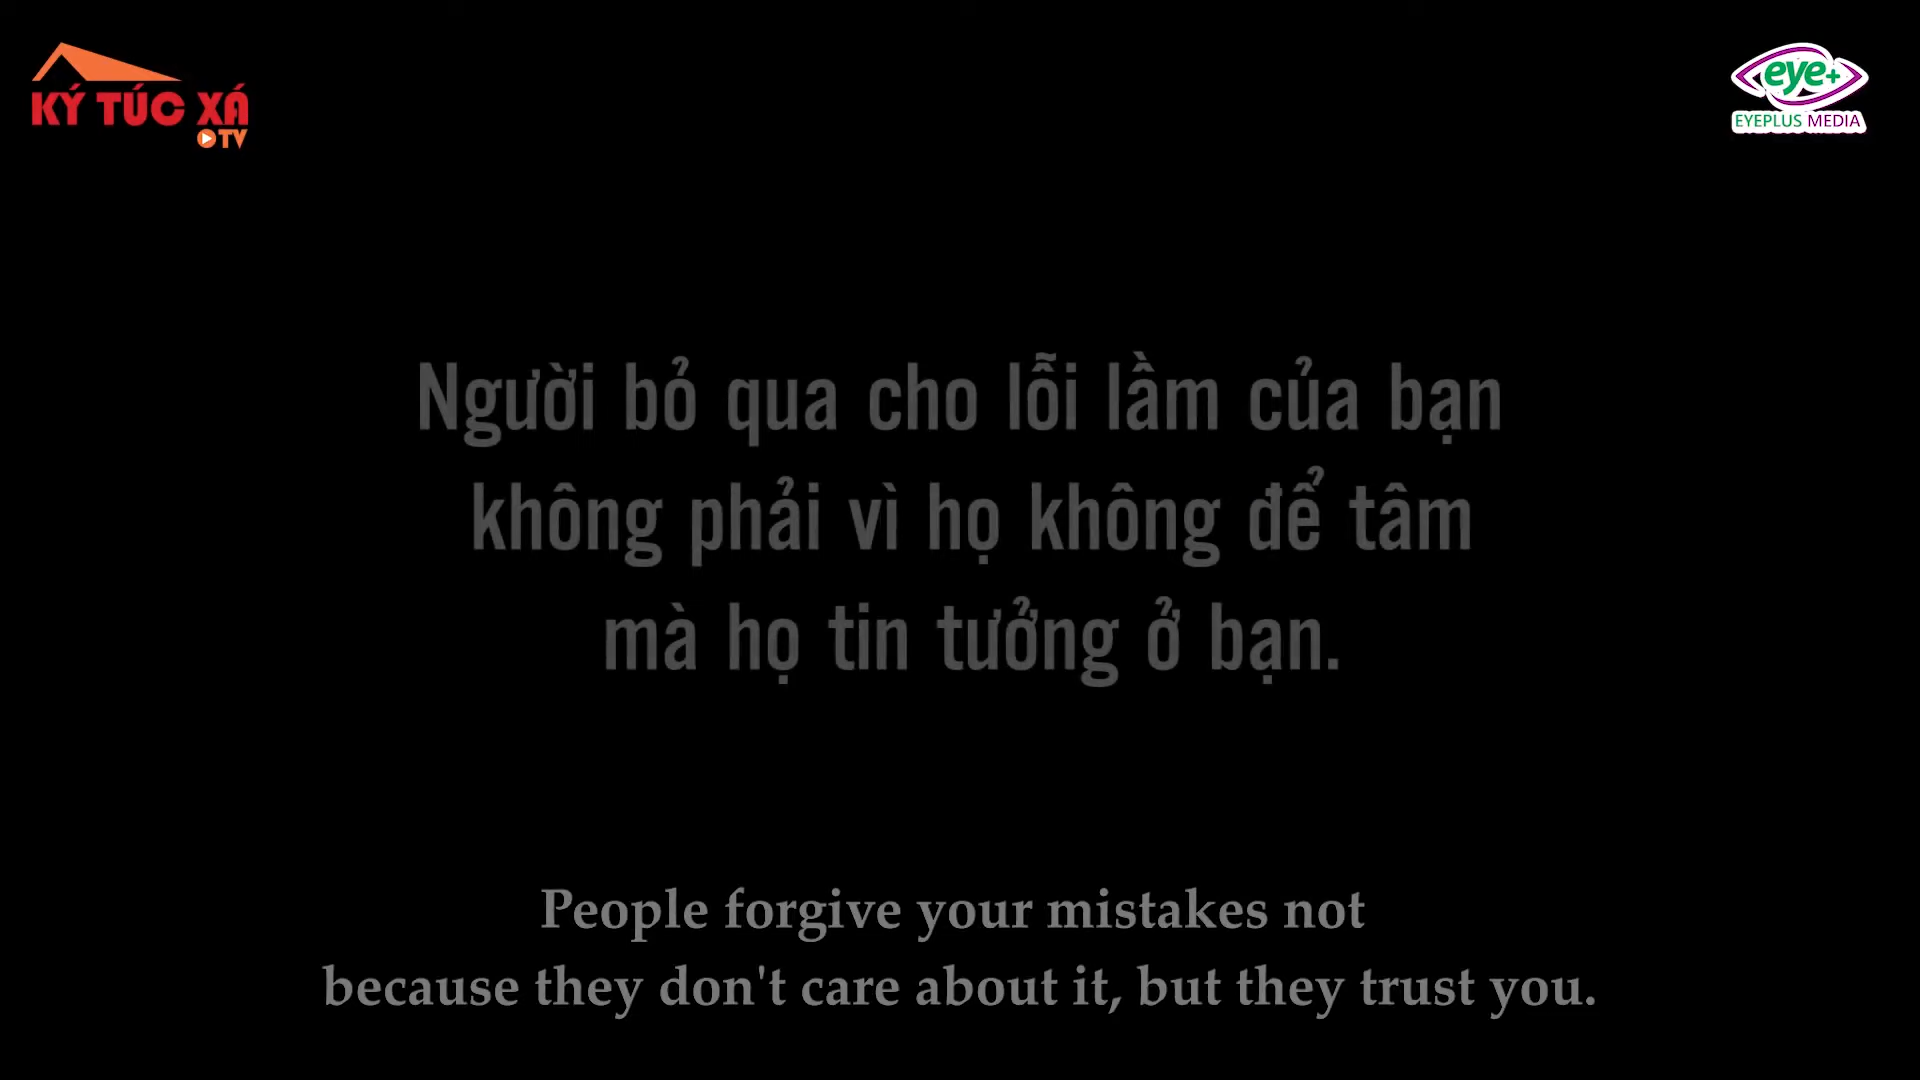 KÝ TÚC XÁ
TV
eye+
EYEPLUS MEDIA
Người bỏ qua cho lỗi lầm của bạn
không phải vì họ không để tâm
mà họ tin tưởng ở bạn.
People forgive your mistakes not
because they don't care about it, but they trust you.